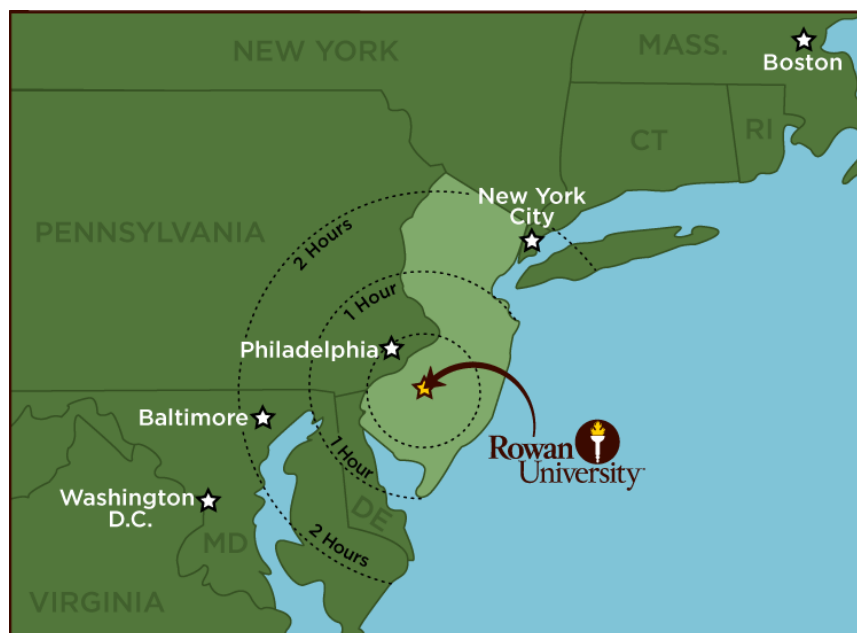 NEW YORK
MASS.
Boston
CT
RI
New York
City
PENNSYLVANIA
2 Hours
1 Hour
Philadelphia
Baltimore
Rowan
University
1 Hour
Washington
D.C.
DE
MD
2 Hours
VIRGINIA